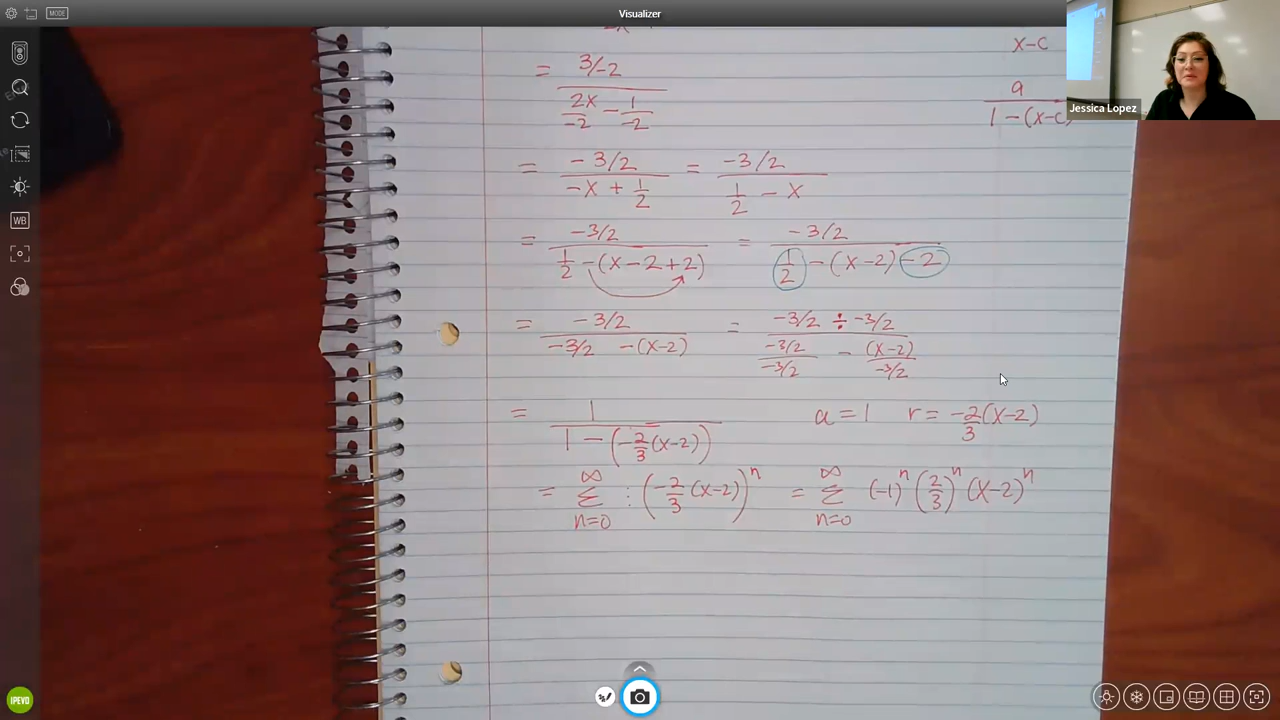 MODE
Visualizer
x-c
= 3/-2 / (2x/-2 - 1/-2)
a / (1-(x-c
Jessica Lopez
= -3/2 / (-x + 1/2) = -3/2 / (1/2 - x)
= -3/2 / (1/2 -(x-2+2)) = -3/2 / (1/2 -(x-2) -2)
= -3/2 / (-3/2 -(x-2)) = -3/2 ÷ -3/2 / (-3/2 / -3/2 - (x-2) / -3/2)
= 1 / (1-(-2/3(x-2))) a=1 r= -2/3(x-2)
= ∞ Σ n=0 : (-2/3(x-2))^n = ∞ Σ n=0 (-1)^n (2/3)^n (x-2)^n
WB
IPEVO